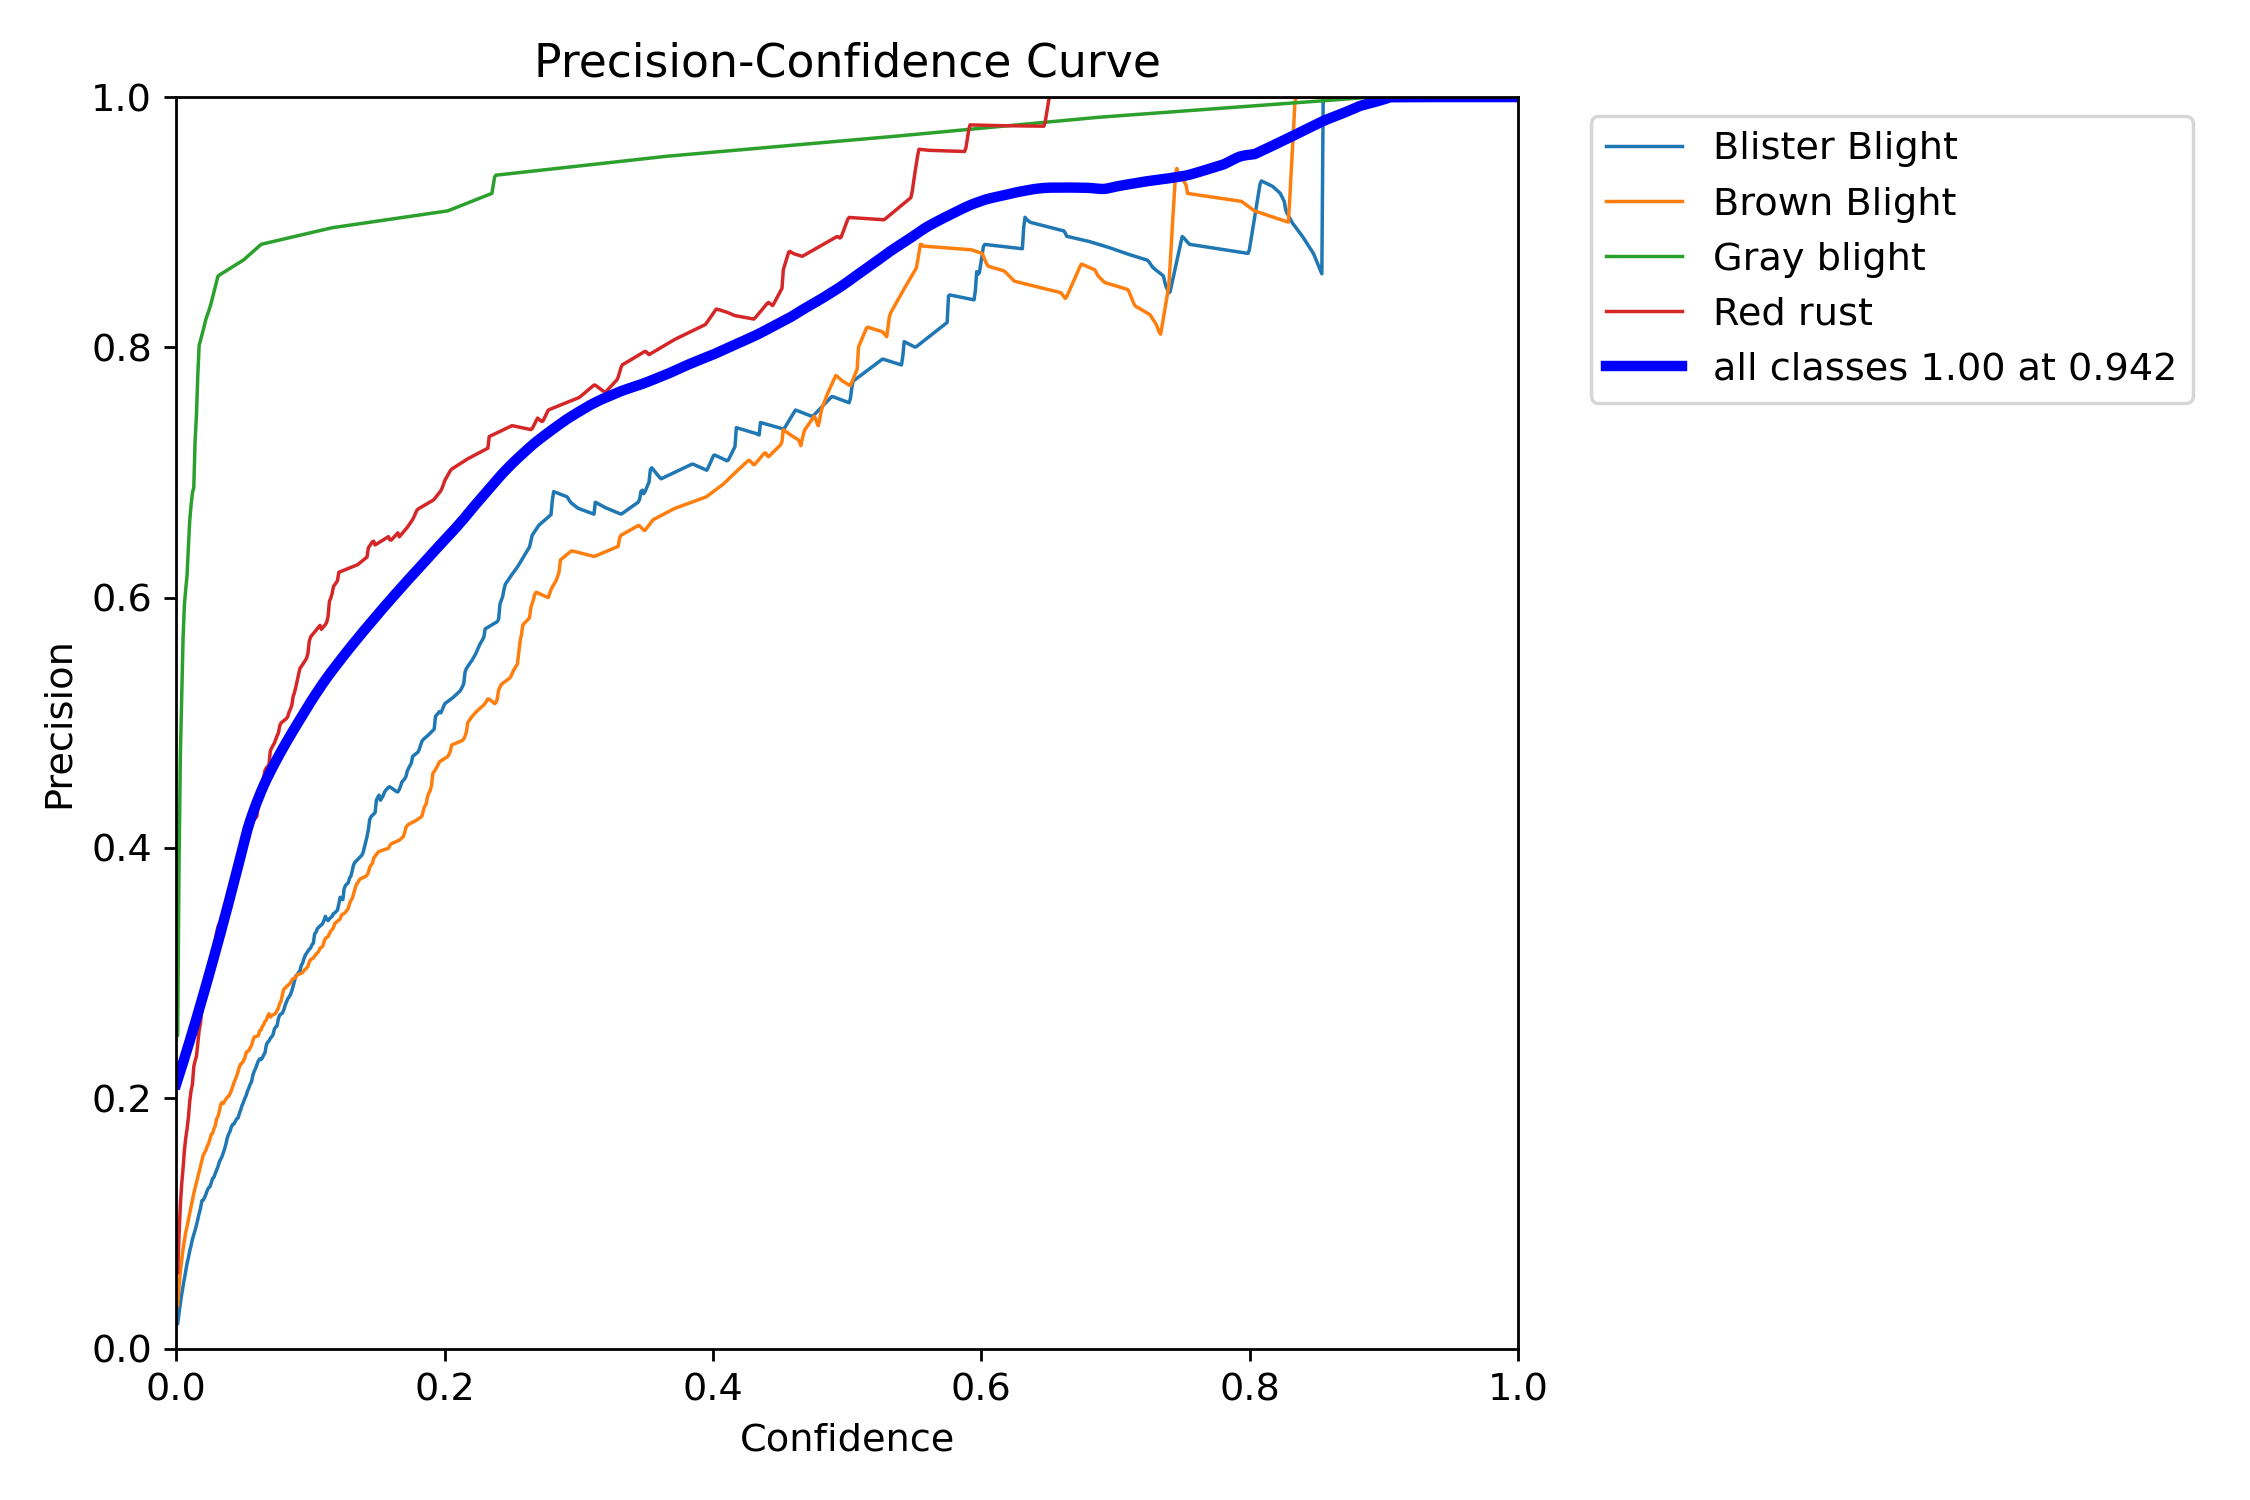 Precision-Confidence Curve
1.0
0.8
0.6
0.4
0.2
0.0
Precision
0.0 0.2 0.4 0.6 0.8 1.0
Confidence
Blister Blight
Brown Blight
Gray blight
Red rust
all classes 1.00 at 0.942